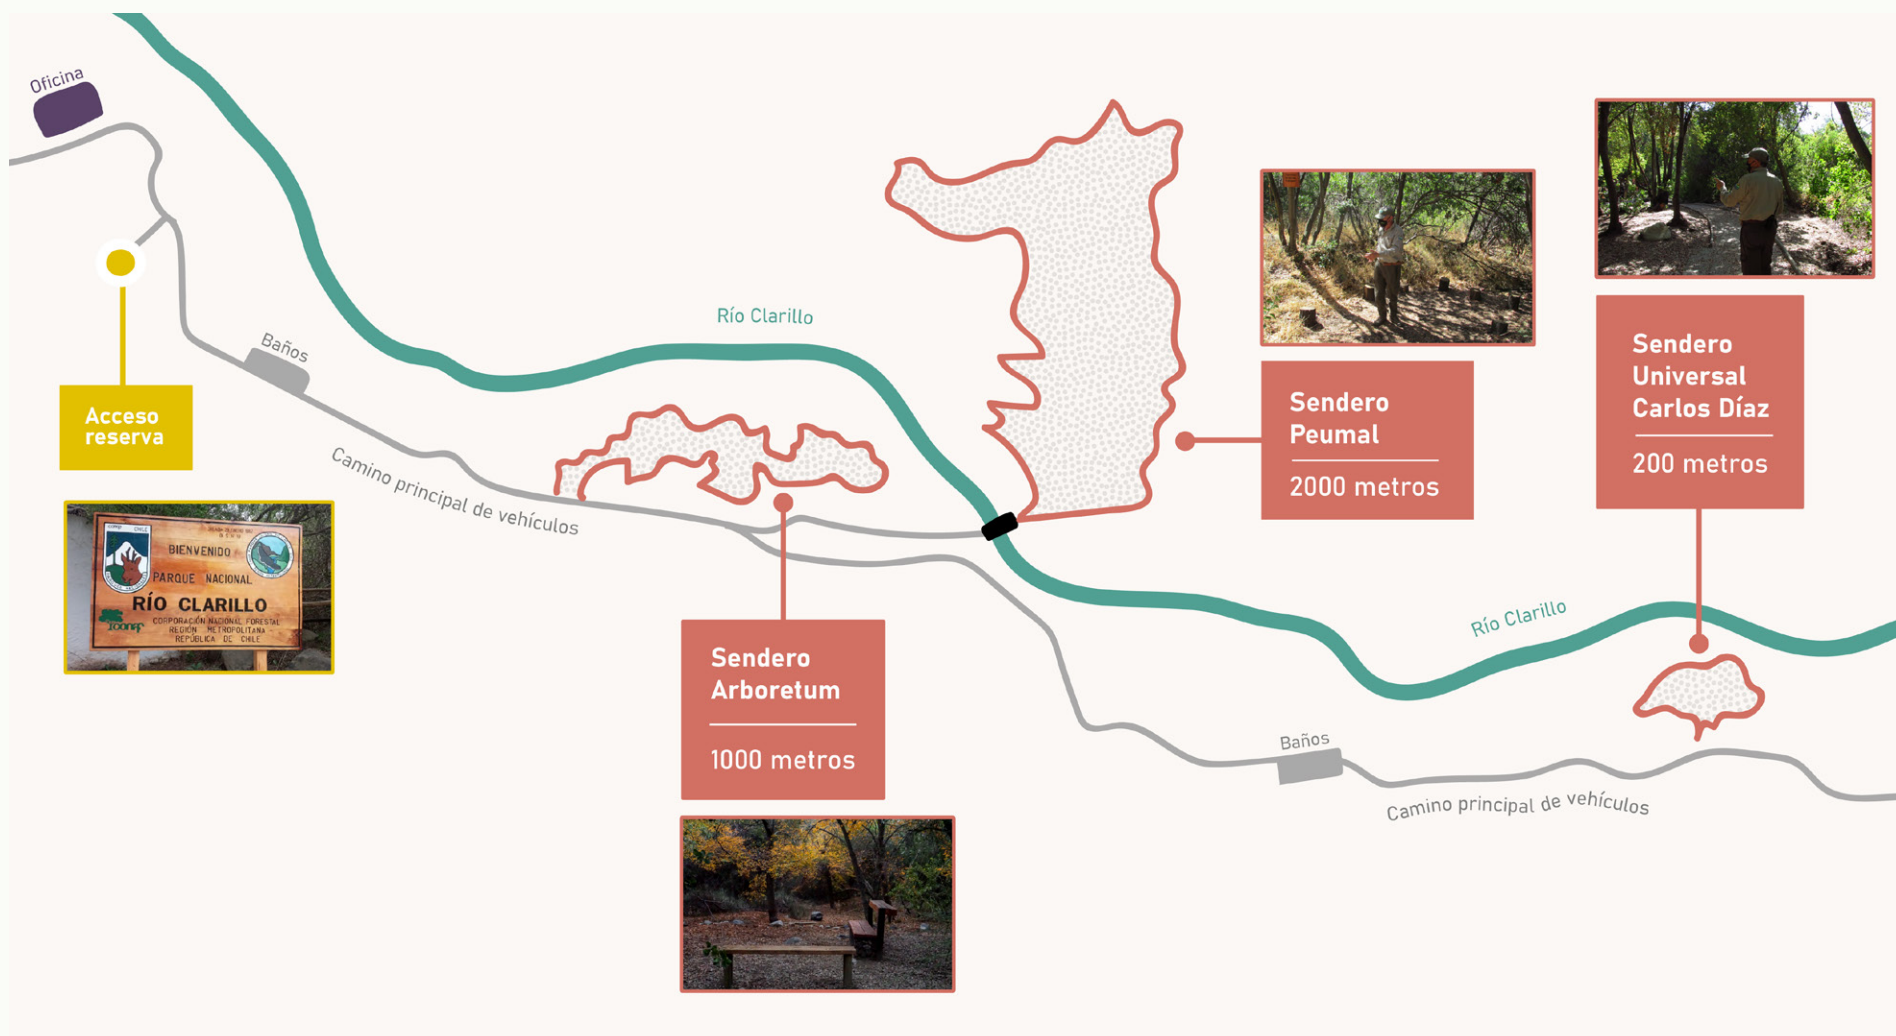 Oficina
Acceso
reserva
CHILE
BIENVENIDO
PARQUE NACIONAL
RÍO CLARILLO
CORPORACIÓN NACIONAL FORESTAL
REGIÓN METROPOLITANA
REPÚBLICA DE CHILE
conaf
Baños
Camino principal de vehículos
Río Clarillo
Sendero
Arboretum
1000 metros
Sendero
Peumal
2000 metros
Sendero
Universal
Carlos Díaz
200 metros
Río Clarillo
Baños
Camino principal de vehículos